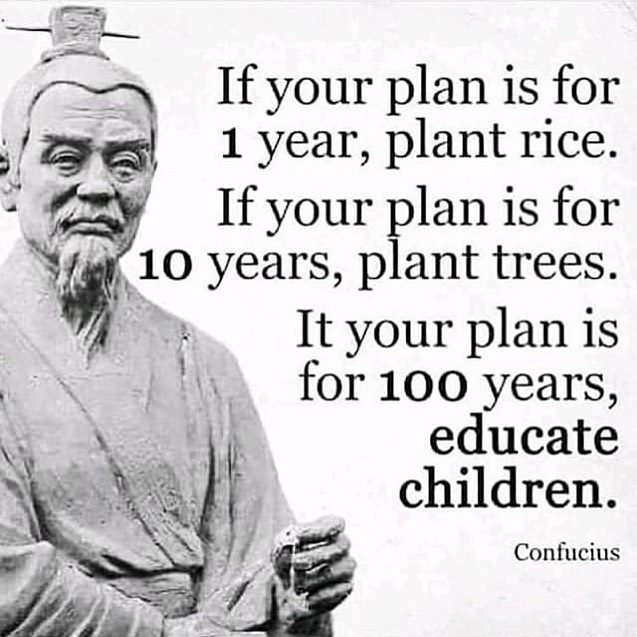 If your plan is for
1 year, plant rice.
If your plan is for
10 years, plant trees.
It your plan is
for 100 years,
educate
children.
Confucius